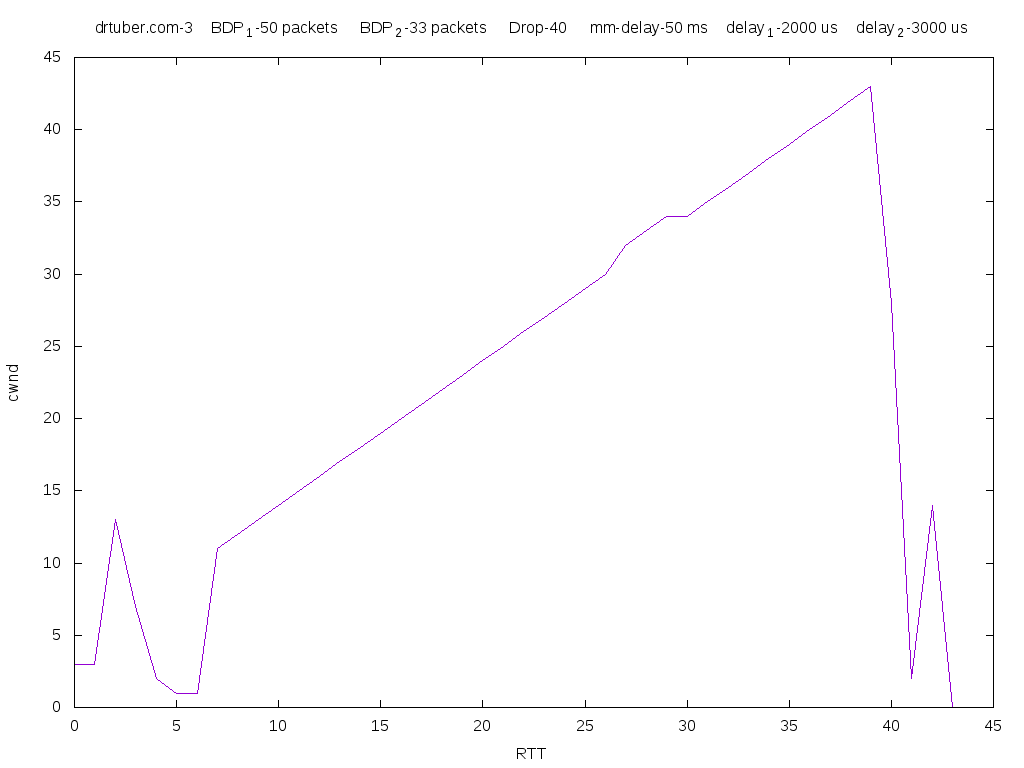 drtuber.com-3 BDP1-50 packets BDP2-33 packets Drop-40 mm-delay-50 ms delay1-2000 us delay2-3000 us
45
40
35
30
25
20
15
10
5
0
cwnd
0 5 10 15 20 25 30 35 40 45
RTT